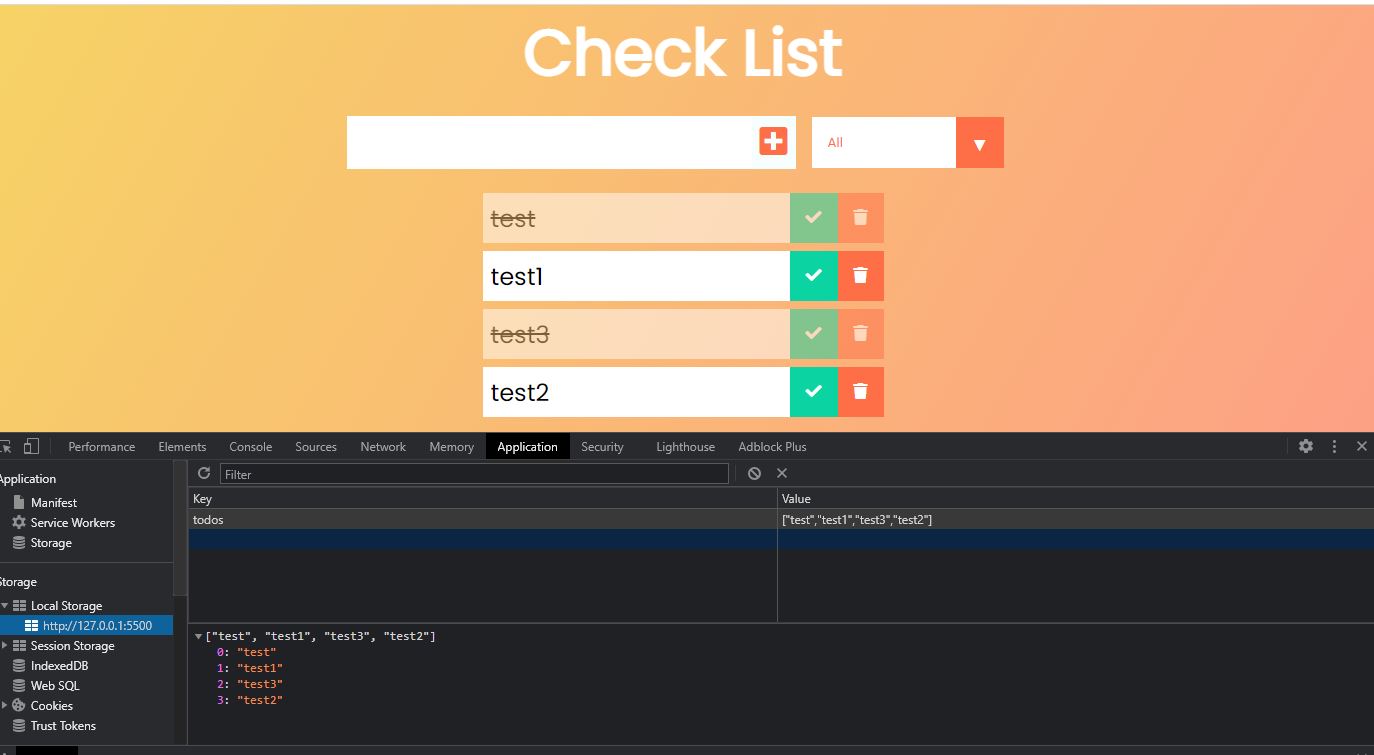 Check List
All ▼
test
test1
test3
test2
Performance Elements Console Sources Network Memory Application Security Lighthouse Adblock Plus
Application
Manifest
Service Workers
Storage
Storage
Local Storage
http://127.0.0.1:5500
Session Storage
IndexedDB
Web SQL
Cookies
Trust Tokens
Filter
Key Value
todos ["test","test1","test3","test2"]
["test", "test1", "test3", "test2"]
0: "test"
1: "test1"
2: "test3"
3: "test2"